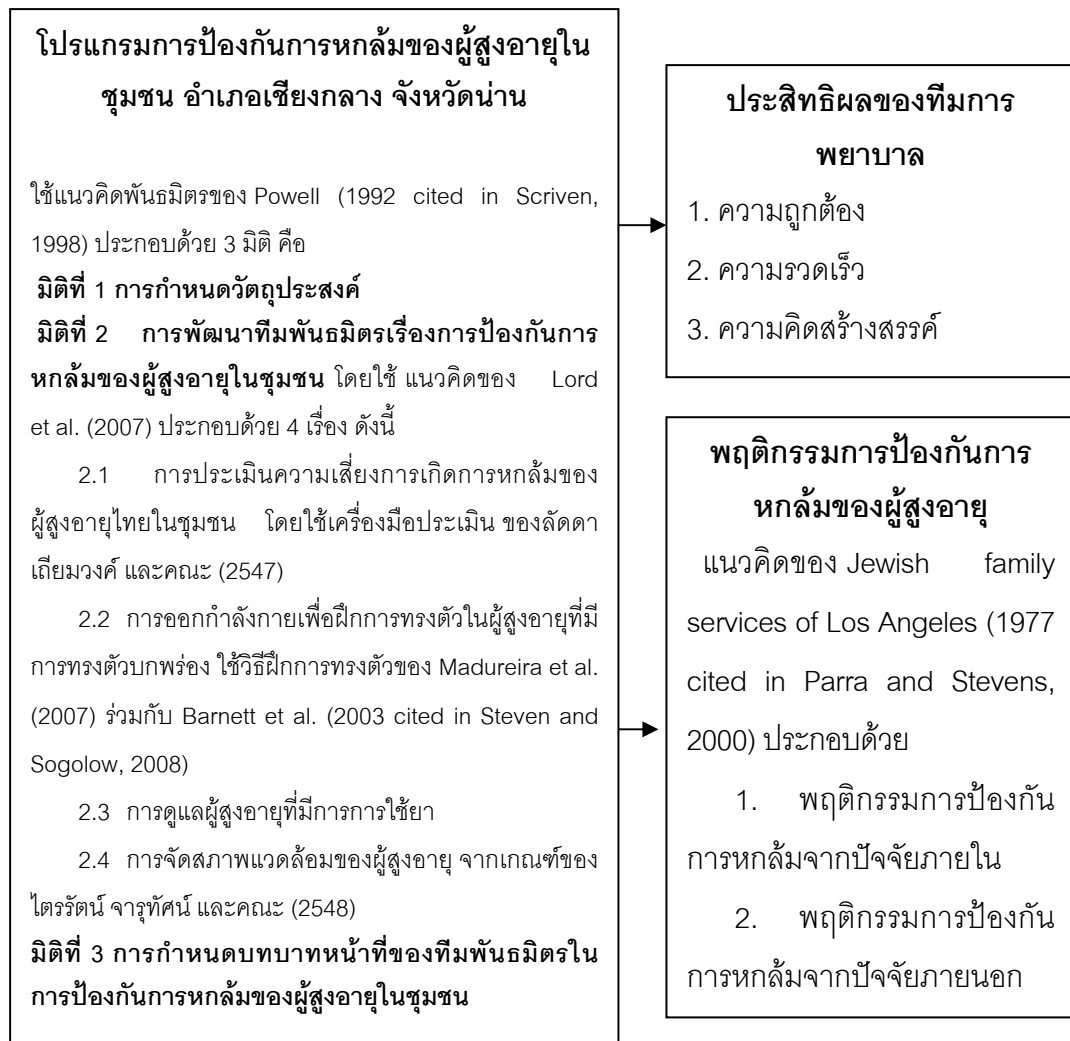 โปรแกรมการป้องกันการหกล้มของผู้สูงอายุใน
ชุมชน อำเภอเชียงกลาง จังหวัดน่าน
ใช้แนวคิดพันธมิตรของ Powell (1992 cited in Scriven,
1998) ประกอบด้วย 3 มิติ คือ
มิติที่ 1 การกำหนดวัตถุประสงค์
มิติที่ 2 การพัฒนาทีมพันธมิตรเรื่องการป้องกันการ
หกล้มของผู้สูงอายุในชุมชน โดยใช้ แนวคิดของ Lord
et al. (2007) ประกอบด้วย 4 เรื่อง ดังนี้
2.1 การประเมินความเสี่ยงการเกิดการหกล้มของ
ผู้สูงอายุไทยในชุมชน โดยใช้เครื่องมือประเมิน ของลัดดา
เถียมวงศ์ และคณะ (2547)
2.2 การออกกำลังกายเพื่อฝึกการทรงตัวในผู้สูงอายุที่มี
การทรงตัวบกพร่อง ใช้วิธีฝึกการทรงตัวของ Madureira et al.
(2007) ร่วมกับ Barnett et al. (2003 cited in Steven and
Sogolow, 2008)
2.3 การดูแลผู้สูงอายุที่มีการการใช้ยา
2.4 การจัดสภาพแวดล้อมของผู้สูงอายุ จากเกณฑ์ของ
ไตรรัตน์ จารุทัศน์ และคณะ (2548)
มิติที่ 3 การกำหนดบทบาทหน้าที่ของทีมพันธมิตรใน
การป้องกันการหกล้มของผู้สูงอายุในชุมชน
ประสิทธิผลของทีมการ
พยาบาล
1. ความถูกต้อง
2. ความรวดเร็ว
3. ความคิดสร้างสรรค์
พฤติกรรมการป้องกันการ
หกล้มของผู้สูงอายุ
แนวคิดของ Jewish family
services of Los Angeles (1977
cited in Parra and Stevens,
2000) ประกอบด้วย
1. พฤติกรรมการป้องกัน
การหกล้มจากปัจจัยภายใน
2. พฤติกรรมการป้องกัน
การหกล้มจากปัจจัยภายนอก